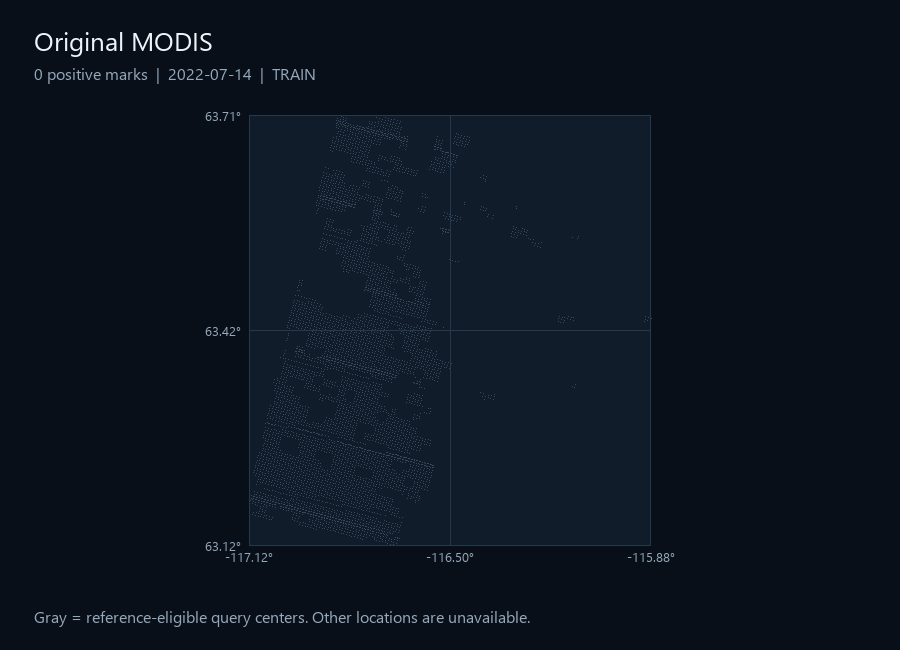 Original MODIS
0 positive marks | 2022-07-14 | TRAIN
63.71°
63.42°
63.12°
-117.12° -116.50° -115.88°
Gray = reference-eligible query centers. Other locations are unavailable.